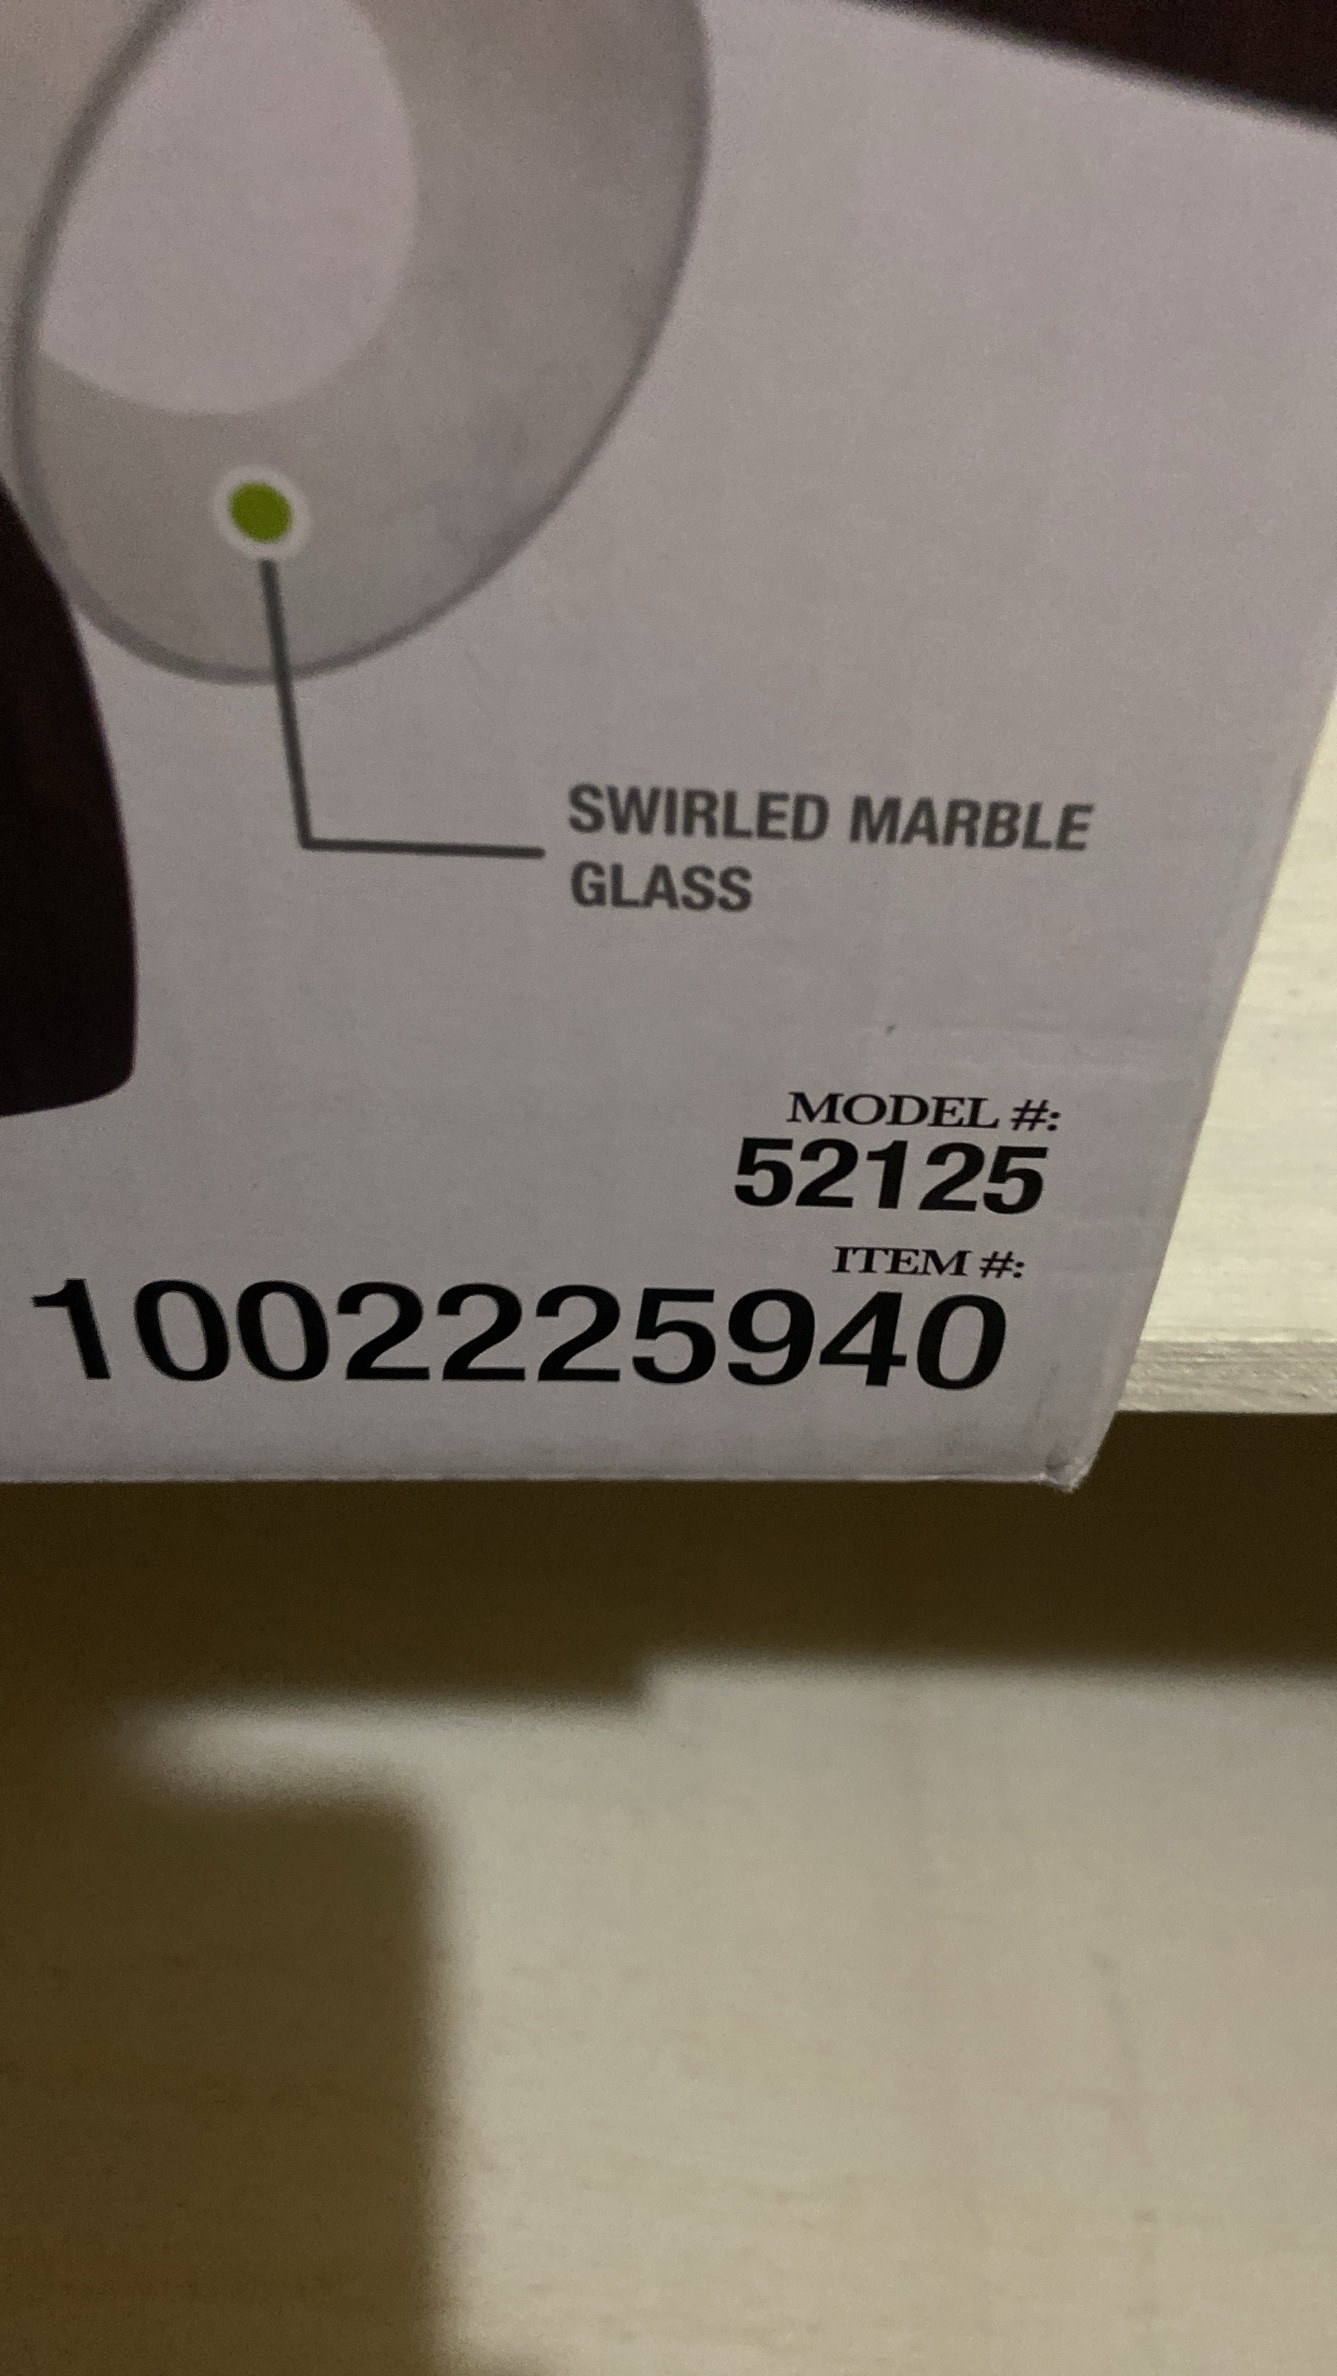 SWIRLED MARBLE
GLASS
MODEL #:
52125
ITEM #:
1002225940